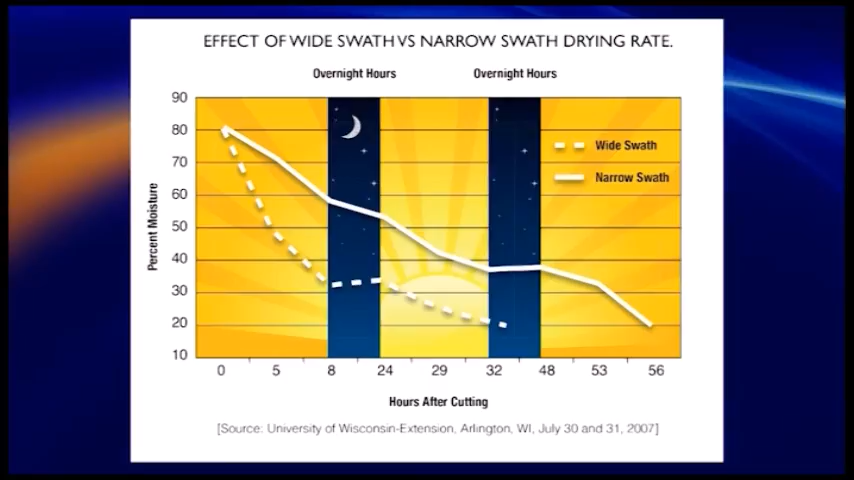 EFFECT OF WIDE SWATH VS NARROW SWATH DRYING RATE.
Overnight Hours Overnight Hours
90
80
70
60
50
40
30
20
10
Percent Moisture
Wide Swath
Narrow Swath
0 5 8 24 29 32 48 53 56
Hours After Cutting
[Source: University of Wisconsin-Extension, Arlington, WI, July 30 and 31, 2007]